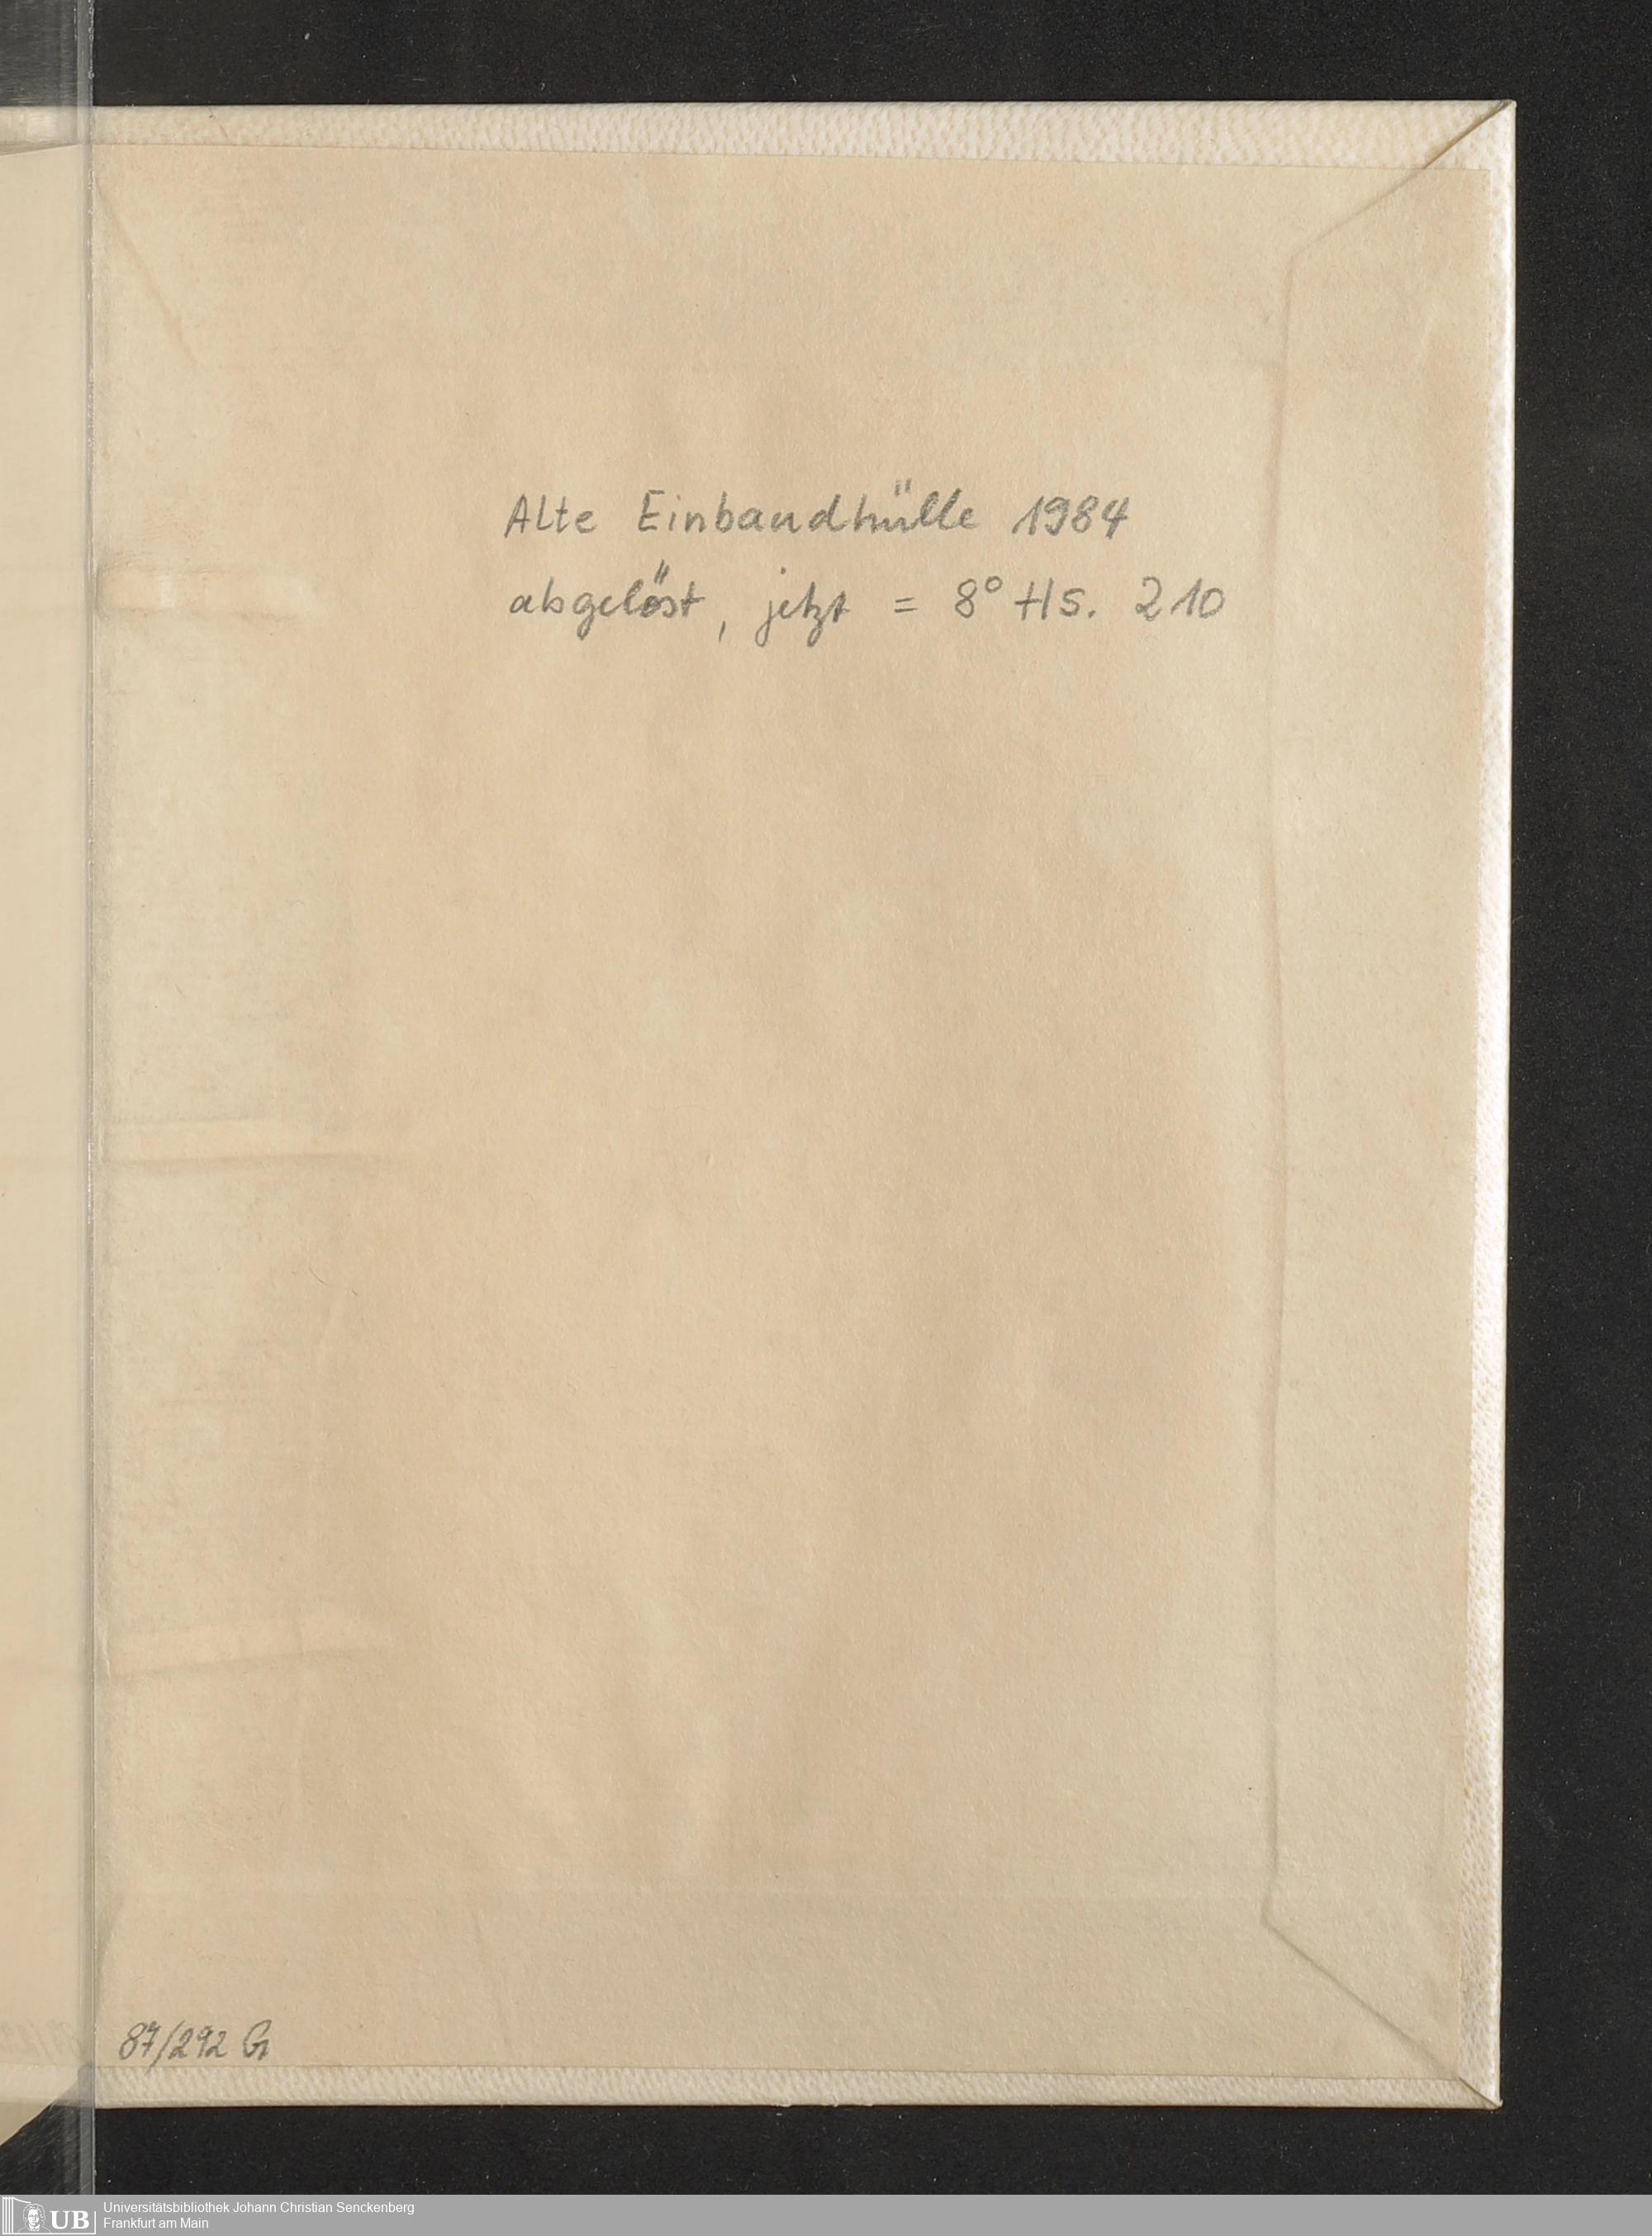 Alte Einbandhülle 1984
abgelöst, jetzt = 8° Hs. 210
87/292 G
UB
Universitätsbibliothek Johann Christian Senckenberg
Frankfurt am Main